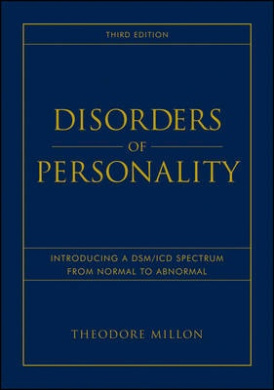 THIRD EDITION
DISORDERS
OF
PERSONALITY
INTRODUCING A DSM/ICD SPECTRUM
FROM NORMAL TO ABNORMAL
THEODORE MILLON